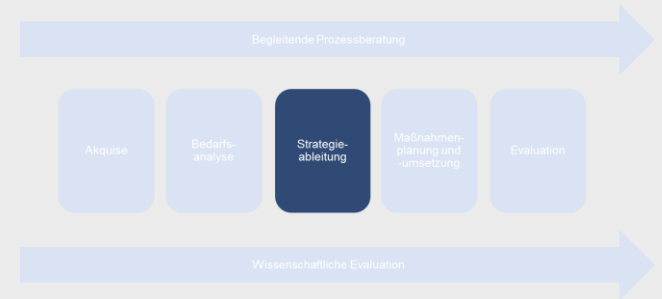 Begleitende Prozessberatung
Akquise
Bedarfs-
analyse
Strategie-
ableitung
Maßnahmen-
planung und
-umsetzung
Evaluation
Wissenschaftliche Evaluation